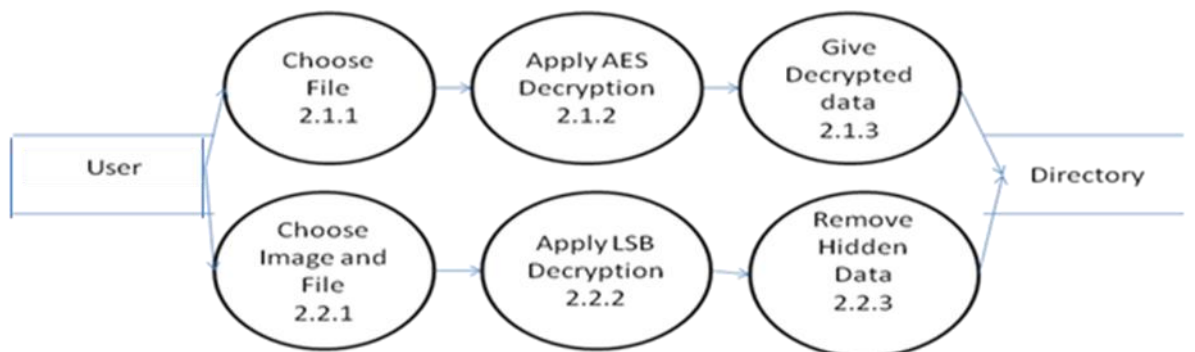 User
Choose
File
2.1.1
Apply AES
Decryption
2.1.2
Give
Decrypted
data
2.1.3
Choose
Image and
File
2.2.1
Apply LSB
Decryption
2.2.2
Remove
Hidden
Data
2.2.3
Directory